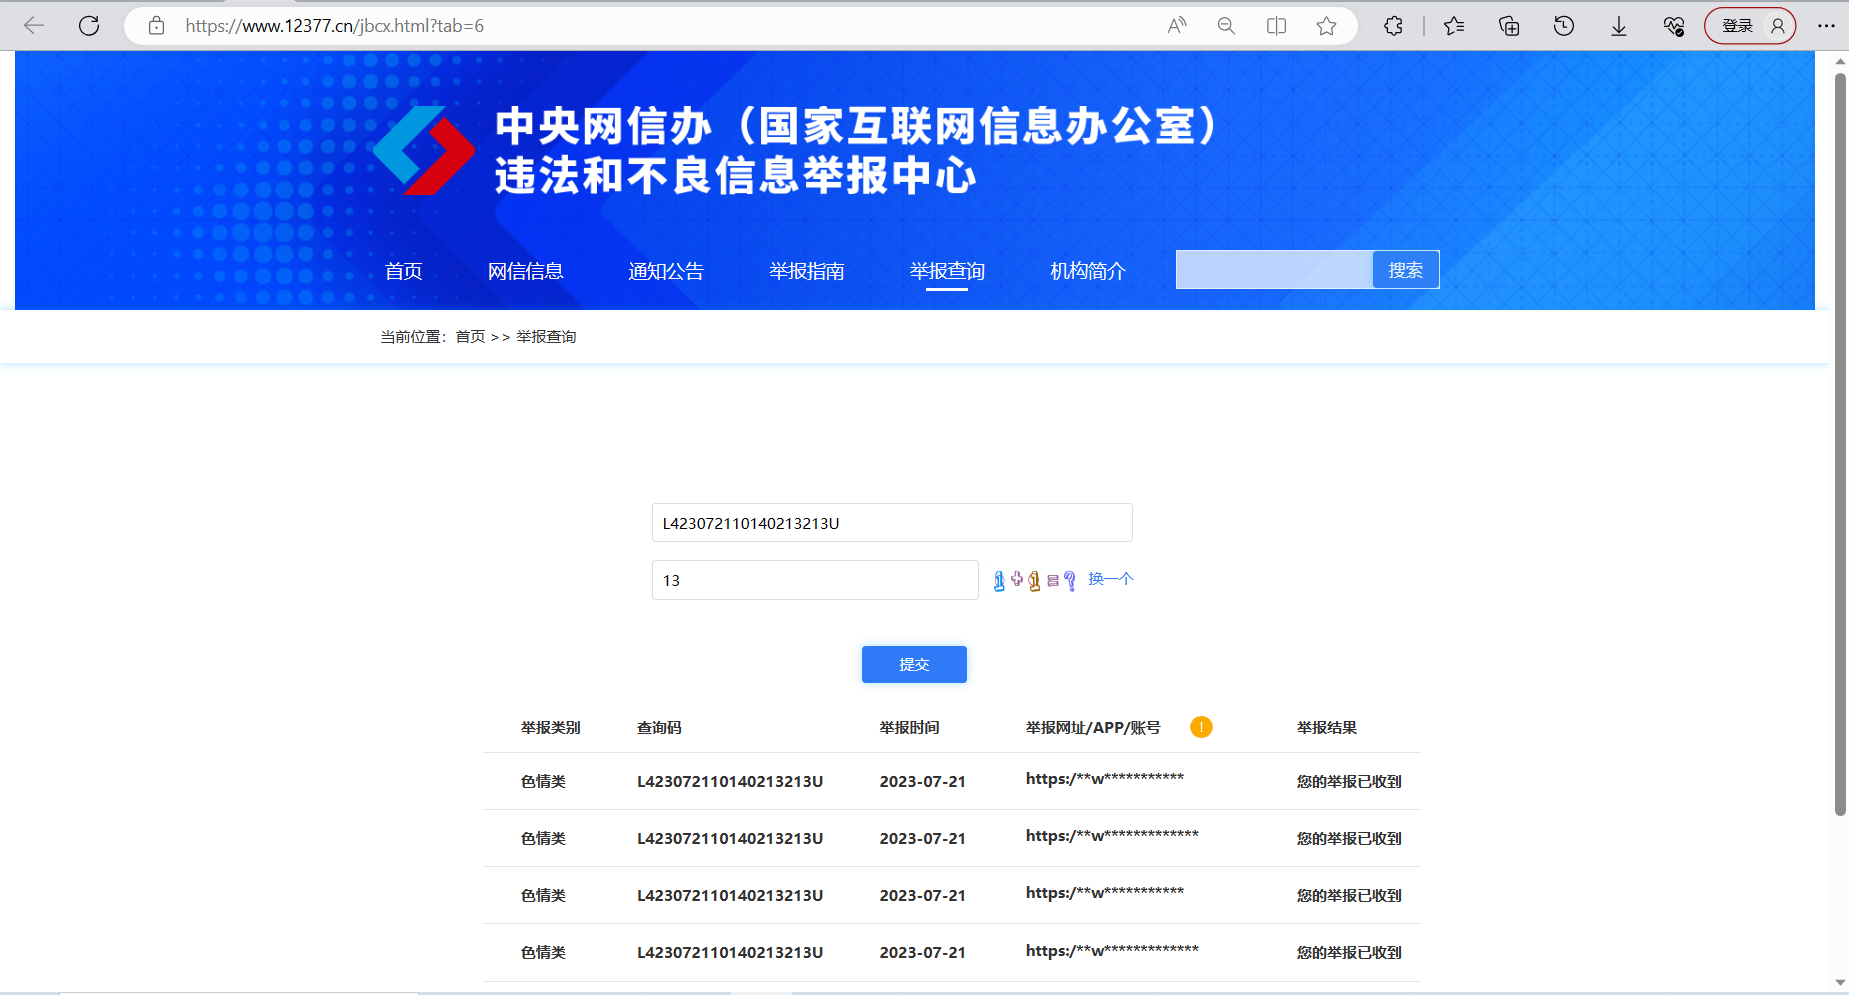 https://www.12377.cn/jbcx.html?tab=6
登录
中央网信办（国家互联网信息办公室）
违法和不良信息举报中心
首页 网信信息 通知公告 举报指南 举报查询 机构简介 搜索
当前位置：首页 >> 举报查询
L423072110140213213U
13 1+1=? 换一个
提交
举报类别 查询码 举报时间 举报网址/APP/账号 ! 举报结果
色情类 L423072110140213213U 2023-07-21 https:/**w*********** 您的举报已收到
色情类 L423072110140213213U 2023-07-21 https:/**w************* 您的举报已收到
色情类 L423072110140213213U 2023-07-21 https:/**w*********** 您的举报已收到
色情类 L423072110140213213U 2023-07-21 https:/**w************* 您的举报已收到